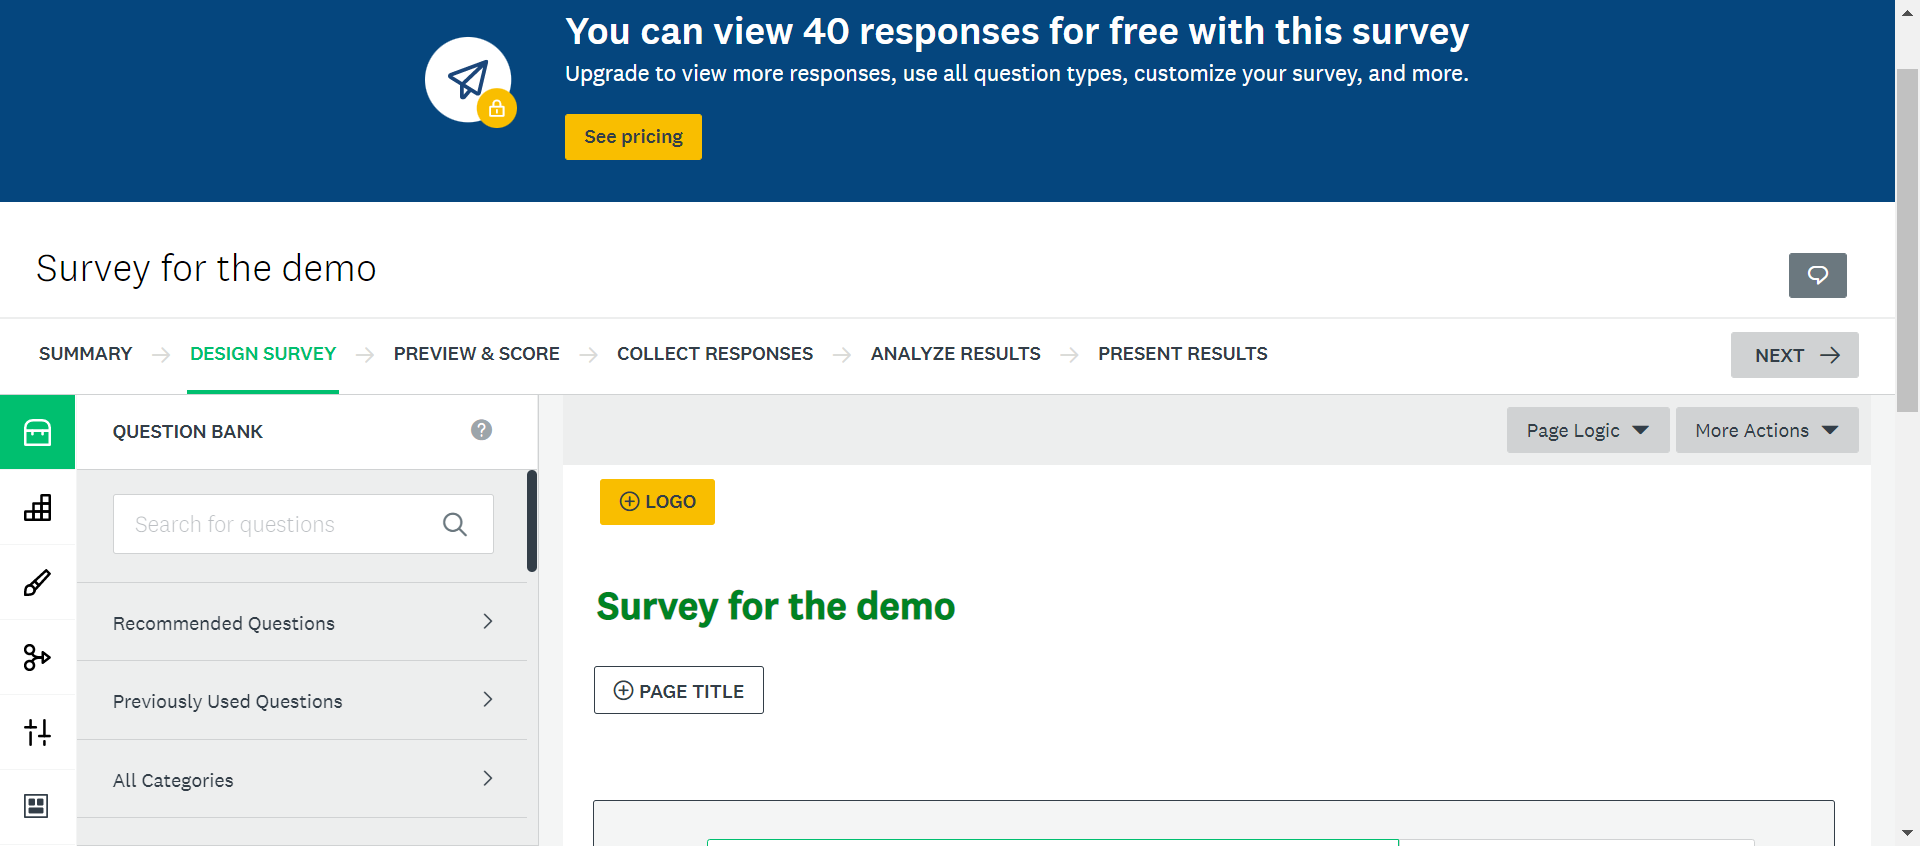 You can view 40 responses for free with this survey
Upgrade to view more responses, use all question types, customize your survey, and more.
See pricing
Survey for the demo
SUMMARY
DESIGN SURVEY
PREVIEW & SCORE
COLLECT RESPONSES
ANALYZE RESULTS
PRESENT RESULTS
NEXT
QUESTION BANK
?
Page Logic
More Actions
Search for questions
LOGO
Survey for the demo
Recommended Questions
PAGE TITLE
Previously Used Questions
All Categories